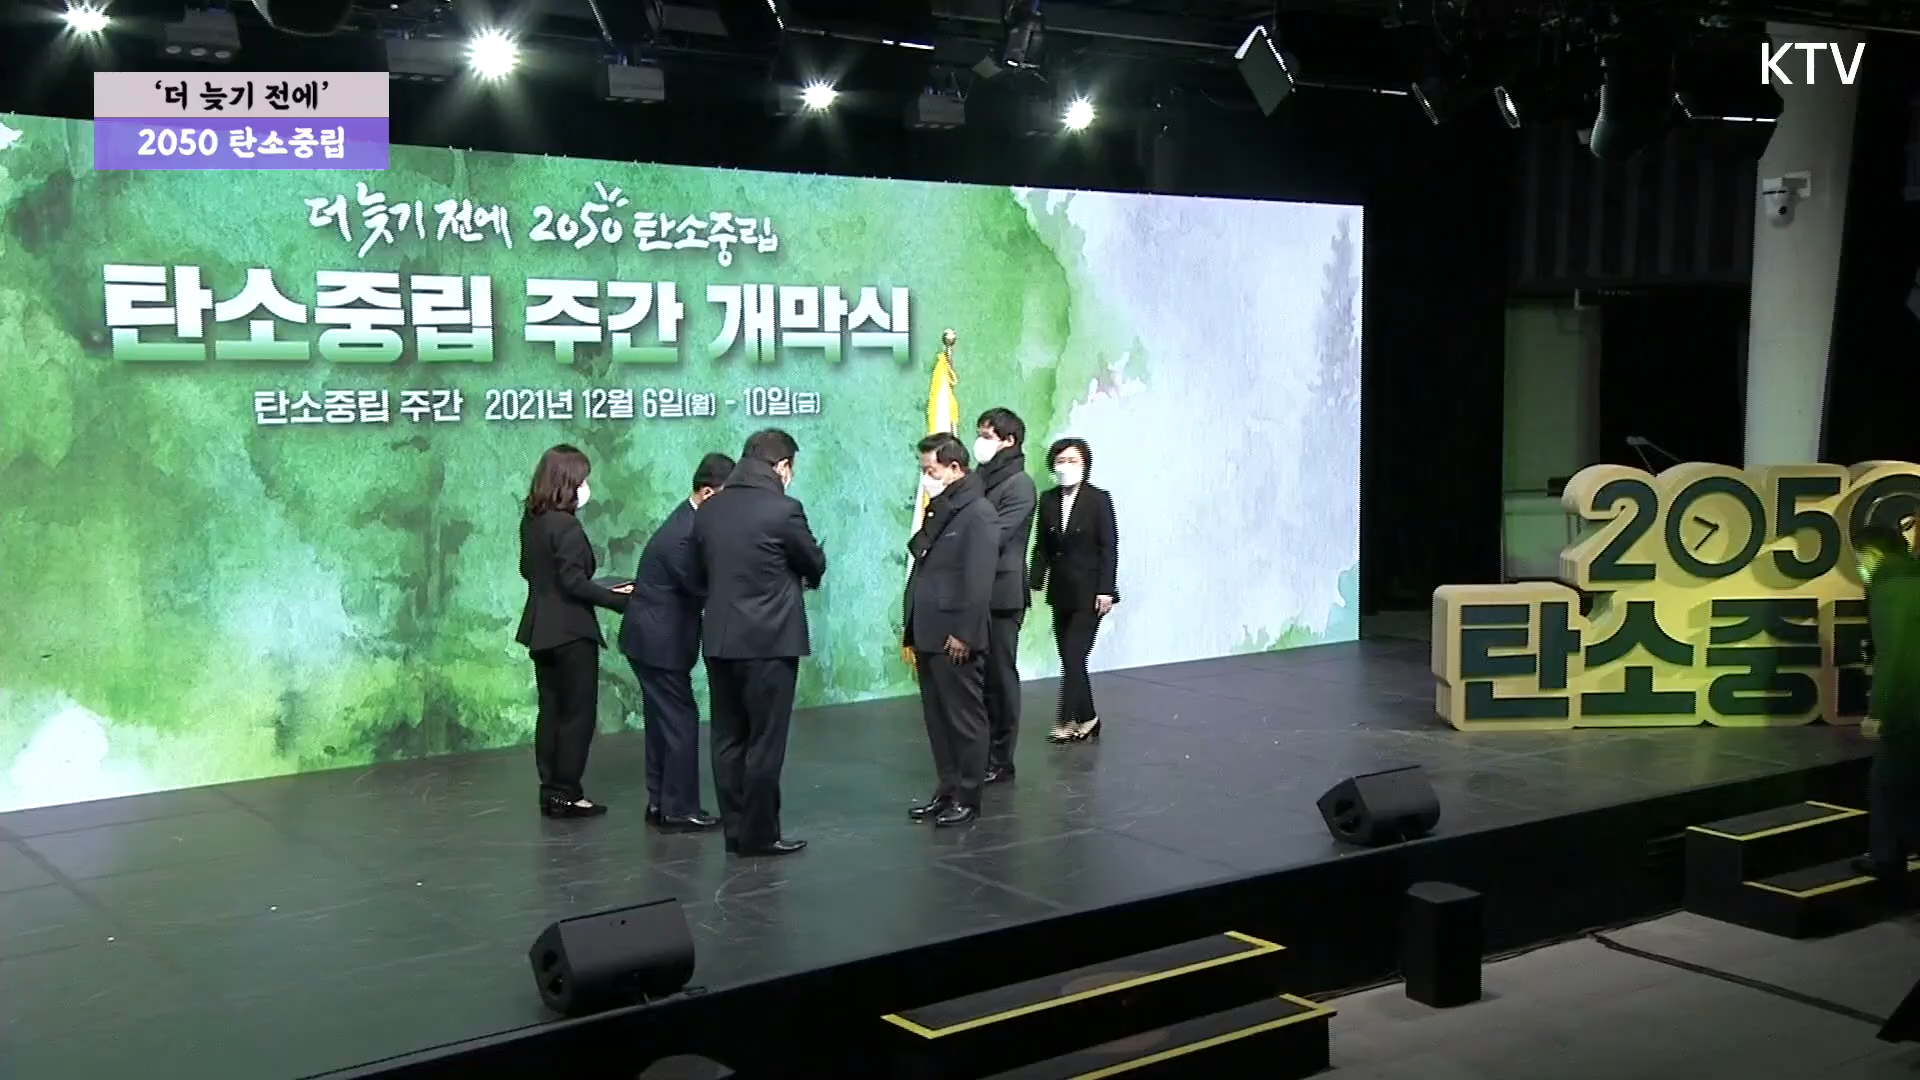 KTV
‘더 늦기 전에’
2050 탄소중립
더 늦기 전에 2050 탄소중립
탄소중립 주간 개막식
탄소중립 주간 2021년 12월 6일(월) - 10일(금)
2050
탄소중립